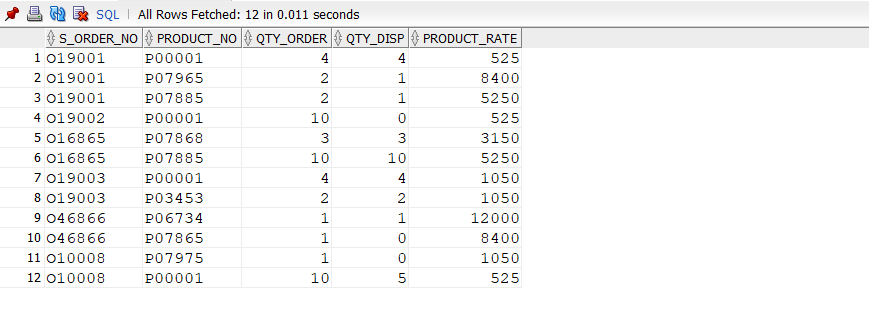 SQL | All Rows Fetched: 12 in 0.011 seconds
S_ORDER_NO PRODUCT_NO QTY_ORDER QTY_DISP PRODUCT_RATE
1 O19001 P00001 4 4 525
2 O19001 P07965 2 1 8400
3 O19001 P07885 2 1 5250
4 O19002 P00001 10 0 525
5 O16865 P07868 3 3 3150
6 O16865 P07885 10 10 5250
7 O19003 P00001 4 4 1050
8 O19003 P03453 2 2 1050
9 O46866 P06734 1 1 12000
10 O46866 P07865 1 0 8400
11 O10008 P07975 1 0 1050
12 O10008 P00001 10 5 525